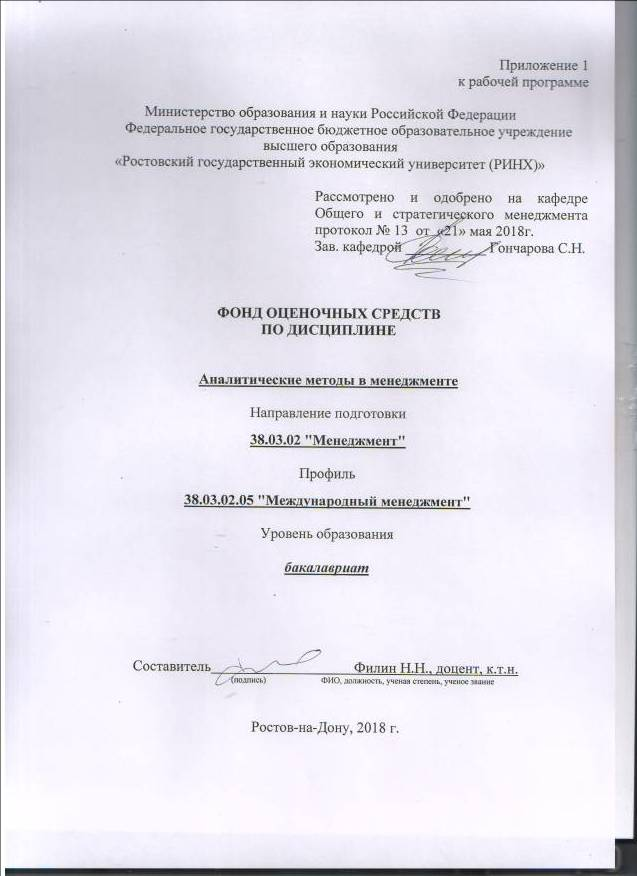 Приложение 1
к рабочей программе
Министерство образования и науки Российской Федерации
Федеральное государственное бюджетное образовательное учреждение
высшего образования
«Ростовский государственный экономический университет (РИНХ)»
Рассмотрено и одобрено на кафедре
Общего и стратегического менеджмента
протокол № 13 от «21» мая 2018г.
Зав. кафедрой Гончарова С.Н.
ФОНД ОЦЕНОЧНЫХ СРЕДСТВ
ПО ДИСЦИПЛИНЕ
Аналитические методы в менеджменте
Направление подготовки
38.03.02 "Менеджмент"
Профиль
38.03.02.05 "Международный менеджмент"
Уровень образования
бакалавриат
Составитель Филин Н.Н., доцент, к.т.н.
(подпись) ФИО, должность, ученая степень, ученое звание
Ростов-на-Дону, 2018 г.